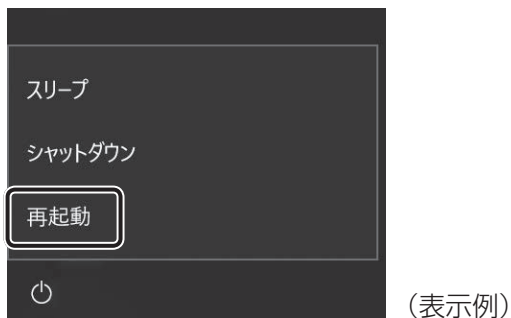 スリープ
シャットダウン
再起動
（表示例）